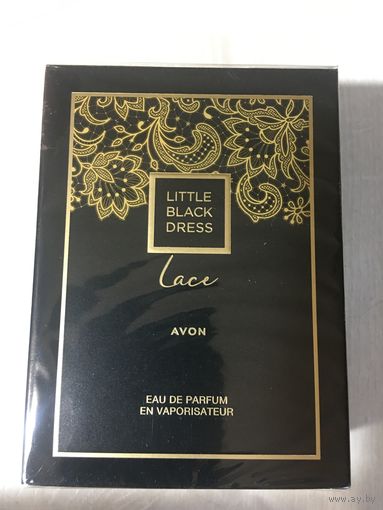 LITTLE
BLACK
DRESS
Lace
AVON
EAU DE PARFUM
EN VAPORISATEUR
www.ay.by